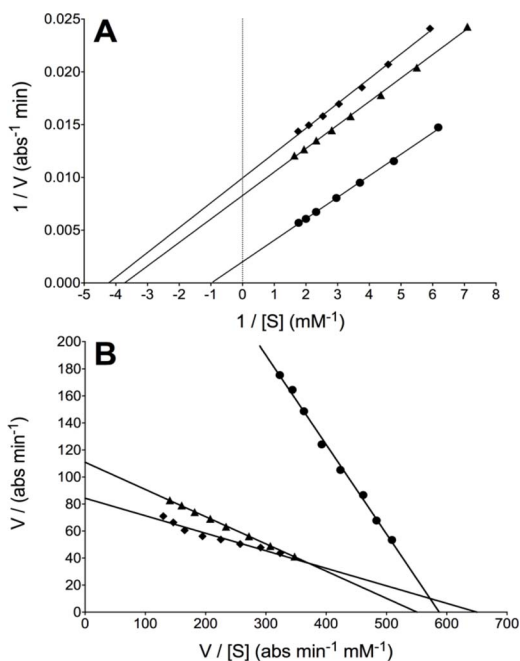 A
0.025
0.020
0.015
0.010
0.005
0.000
1 / V (abs-1 min)
-5 -4 -3 -2 -1 0 1 2 3 4 5 6 7 8
1 / [S] (mM-1)
B
200
180
160
140
120
100
80
60
40
20
0
V / (abs min-1)
0 100 200 300 400 500 600 700
V / [S] (abs min-1 mM-1)